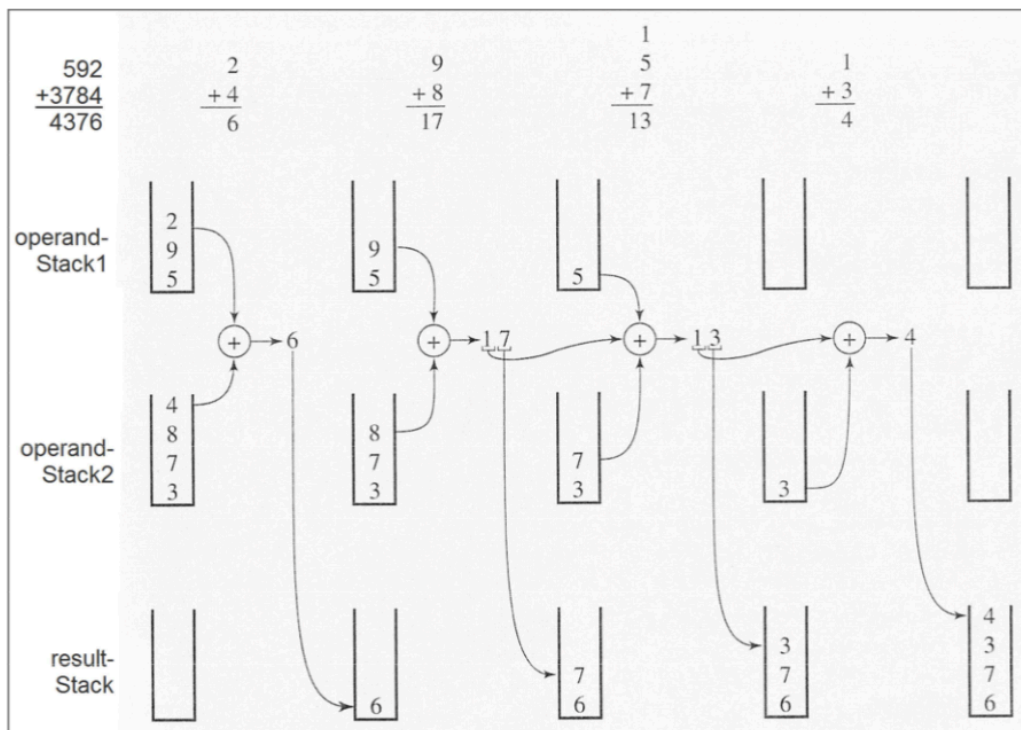 1
592 2 9 5 1
+3784 + 4 + 8 + 7 + 3
4376 6 17 13 4
operand-
Stack1
2
9
5
9
5
5
+ 6 + 17 + 13 + 4
operand-
Stack2
4
8
7
3
8
7
3
7
3
3
result-
Stack
6
7
6
3
7
6
4
3
7
6